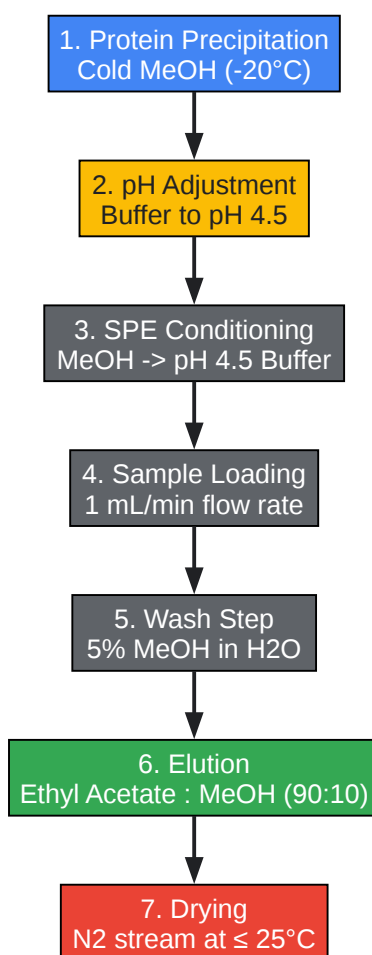 1. Protein Precipitation
Cold MeOH (-20°C)
2. pH Adjustment
Buffer to pH 4.5
3. SPE Conditioning
MeOH -> pH 4.5 Buffer
4. Sample Loading
1 mL/min flow rate
5. Wash Step
5% MeOH in H2O
6. Elution
Ethyl Acetate : MeOH (90:10)
7. Drying
N2 stream at ≤ 25°C